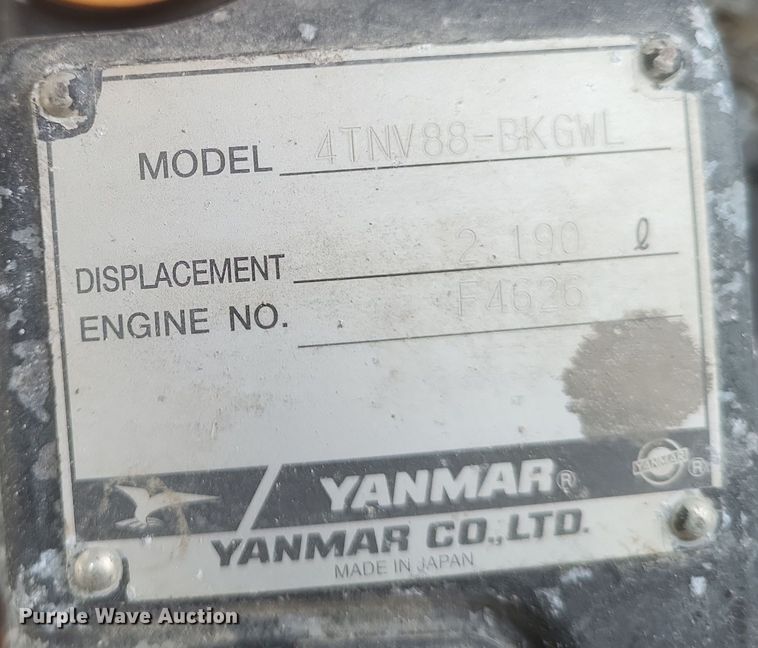 MODEL 4TNV88-BKGWL
DISPLACEMENT 2.190 ℓ
ENGINE NO. F4626
YANMAR® YANMAR ®
YANMAR CO.,LTD.
MADE IN JAPAN
Purple Wave Auction